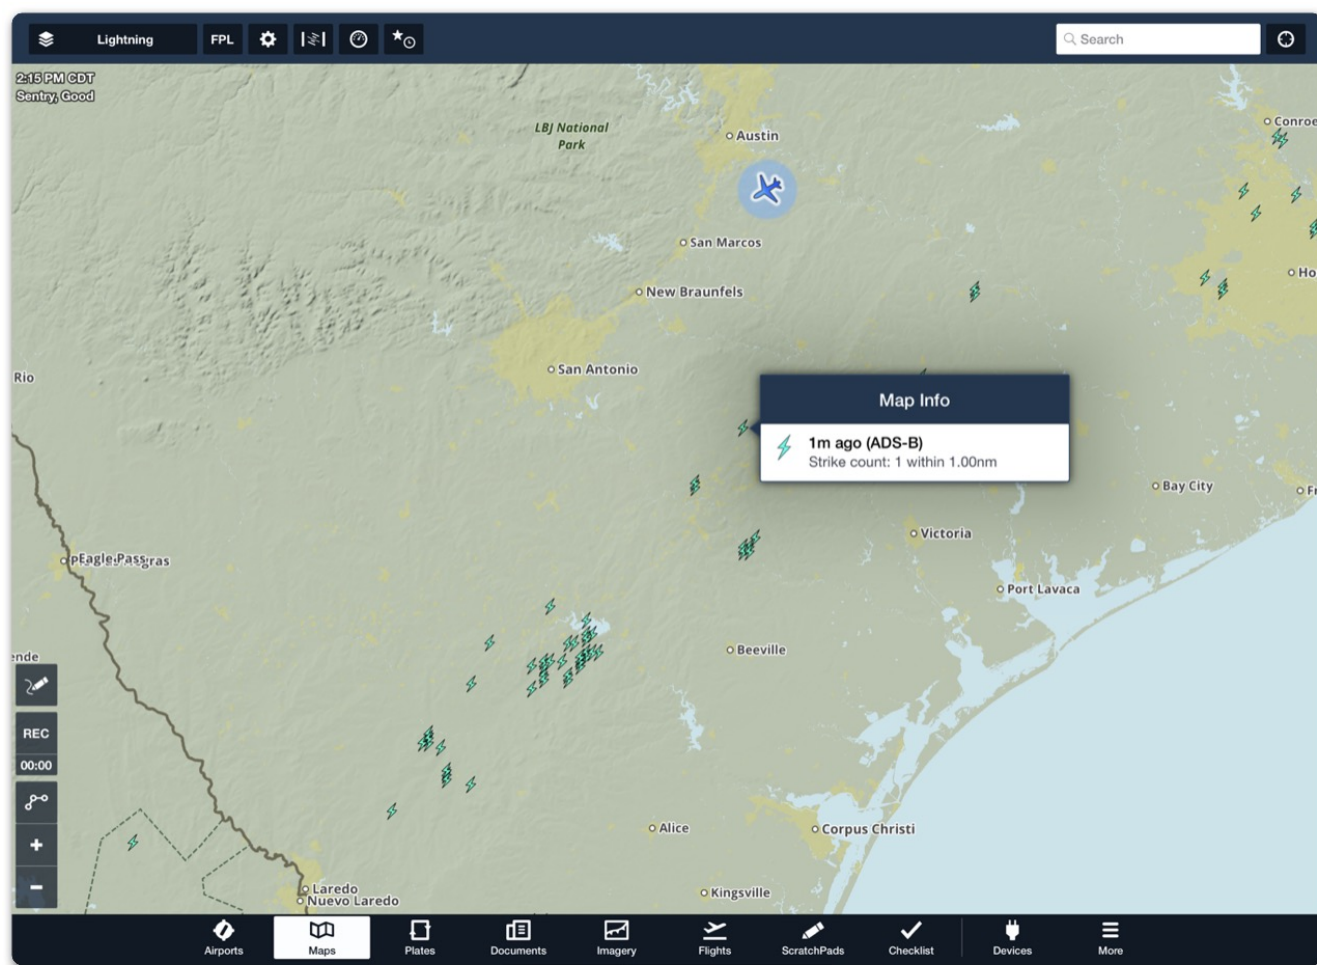 Lightning
FPL
Search
2:15 PM CDT
Sentry, Good
LBJ National
Park
Austin
Conroe
San Marcos
Ho
New Braunfels
San Antonio
Rio
Map Info
1m ago (ADS-B)
Strike count: 1 within 1.00nm
Bay City
Fr
Victoria
Eagle Pass
Port Lavaca
Beeville
ende
REC
00:00
Alice
Corpus Christi
Laredo
Nuevo Laredo
Kingsville
Airports
Maps
Plates
Documents
Imagery
Flights
ScratchPads
Checklist
Devices
More